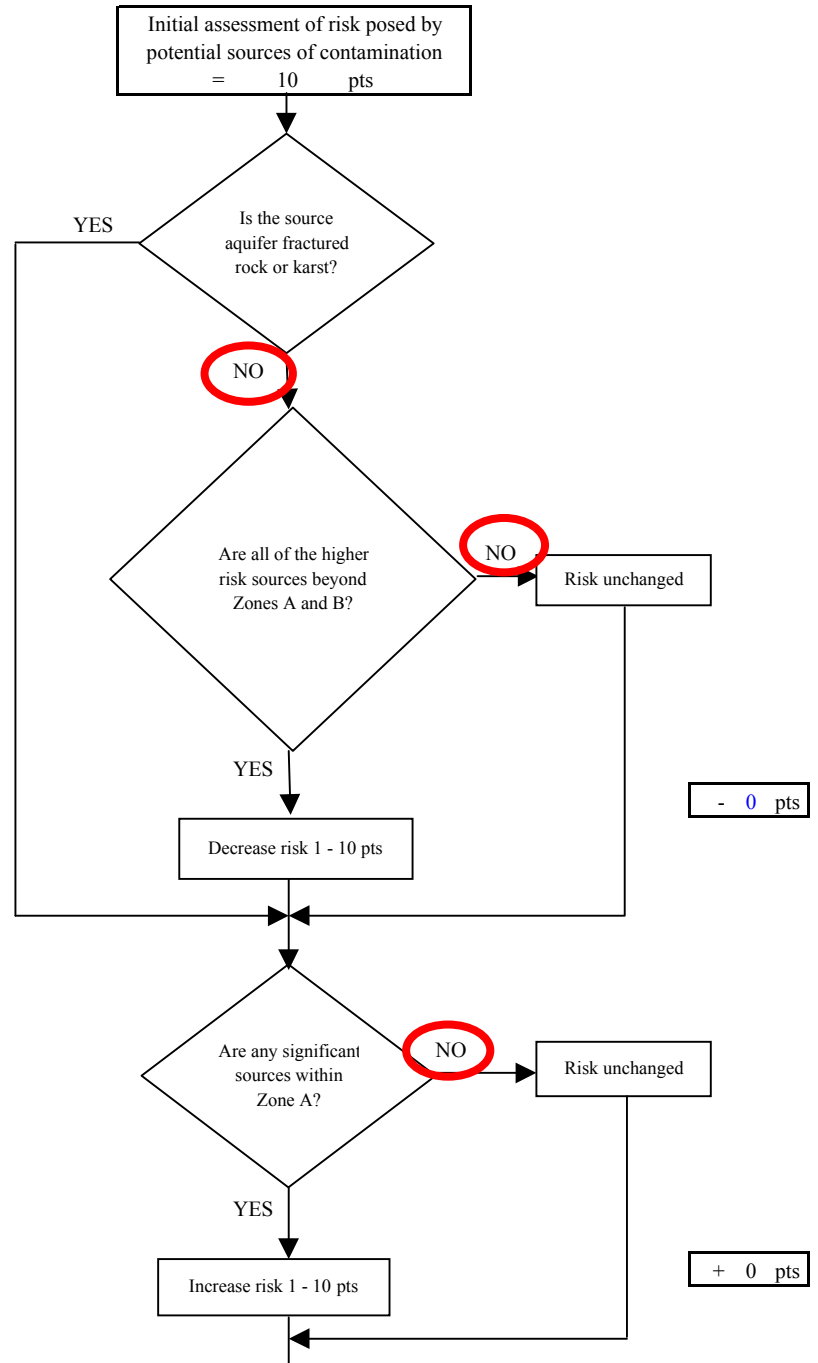 Initial assessment of risk posed by
potential sources of contamination
= 10 pts
YES
Is the source
aquifer fractured
rock or karst?
NO
Are all of the higher
risk sources beyond
Zones A and B?
NO
Risk unchanged
YES
- 0 pts
Decrease risk 1 - 10 pts
Are any significant
sources within
Zone A?
NO
Risk unchanged
YES
+ 0 pts
Increase risk 1 - 10 pts